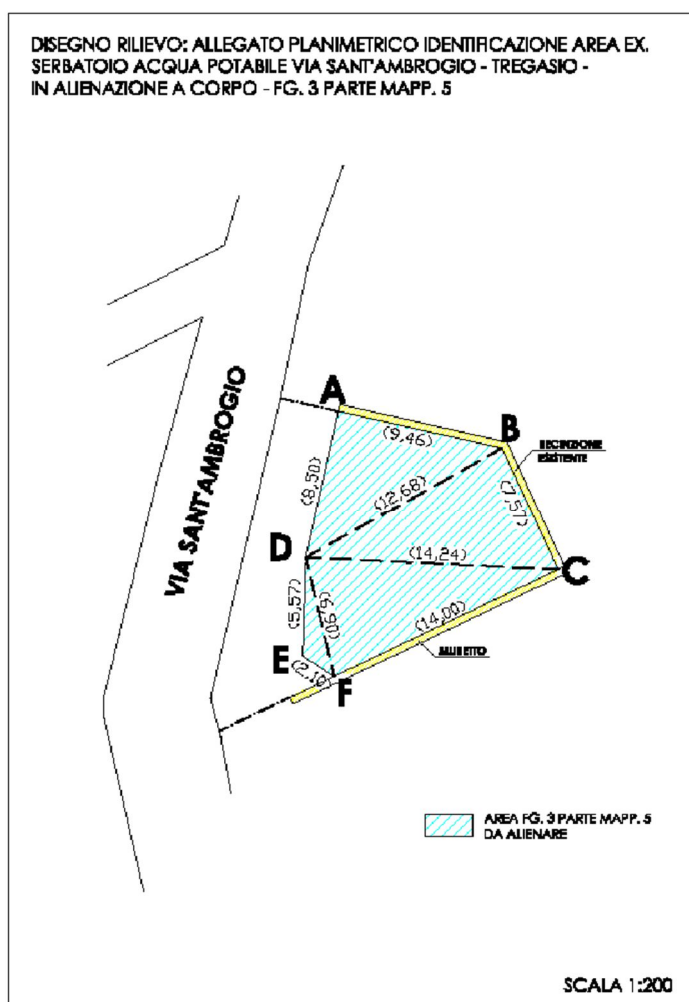 DISEGNO RILIEVO: ALLEGATO PLANIMETRICO IDENTIFICAZIONE AREA EX.
SERBATOIO ACQUA POTABILE VIA SANT'AMBROGIO - TREGASIO -
IN ALIENAZIONE A CORPO - FG. 3 PARTE MAPP. 5
A
(9,46)
B
RECINZIONE
ESISTENTE
(8,50)
(12,68)
(7,57)
VIA SANT'AMBROGIO
D
(14,24)
C
(5,57)
(6,90)
(14,00)
E
(2,10)
MURETTO
F
AREA FG. 3 PARTE MAPP. 5
DA ALIENARE
SCALA 1:200